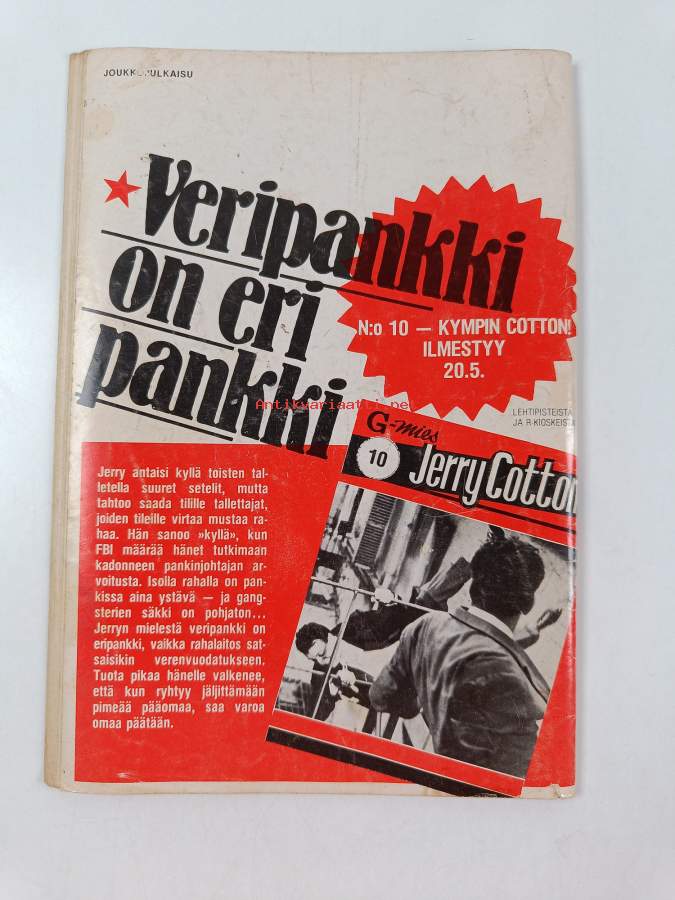 JOUKKOJULKAISU
Veripankki
on eri
pankki
N:o 10 — KYMPIN COTTON!
ILMESTYY
20.5.
LEHTIPISTEISTÄ
JA R-KIOSKEISTA
Antikvariaatti.net
G-mies
10
Jerry Cotton
Jerry antaisi kyllä toisten tal-
letella suuret setelit, mutta
tahtoo saada tilille tallettajat,
joiden tileille virtaa mustaa ra-
haa. Hän sanoo »kyllä», kun
FBI määrää hänet tutkimaan
kadonneen pankinjohtajan ar-
voitusta. Isolla rahalla on pan-
kissa aina ystävä — ja gang-
sterien säkki on pohjaton...
Jerryn mielestä veripankki on
eripankki, vaikka rahalaitos sat-
saisikin verenvuodatukseen.
Tuota pikaa hänelle valkenee,
että kun ryhtyy jäljittämään
pimeää pääomaa, saa varoa
omaa päätään.